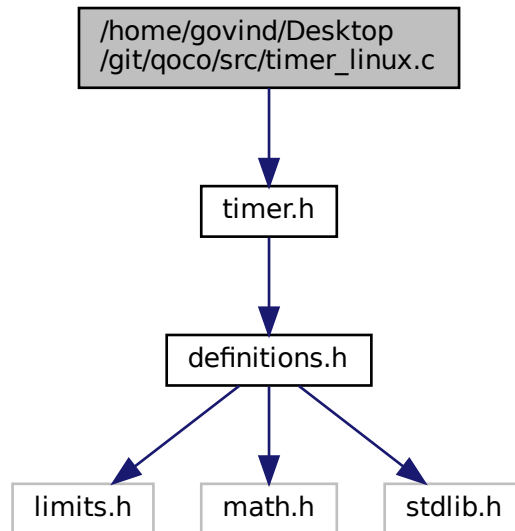 /home/govind/Desktop
/git/qoco/src/timer_linux.c
timer.h
definitions.h
limits.h
math.h
stdlib.h